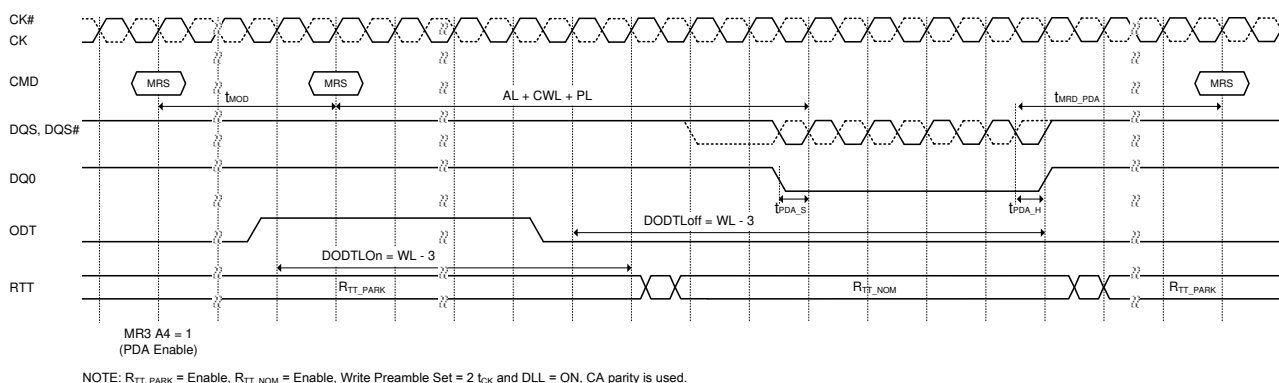 CK#
CK
CMD
MRS
MRS
MRS
tMOD
AL + CWL + PL
tMRD_PDA
DQS, DQS#
DQ0
tPDA_S
tPDA_H
ODT
DODTLoff = WL - 3
DODTLOn = WL - 3
RTT
RTT_PARK
RTT_NOM
RTT_PARK
MR3 A4 = 1
(PDA Enable)
NOTE: RTT_PARK = Enable, RTT_NOM = Enable, Write Preamble Set = 2 tCK and DLL = ON, CA parity is used.